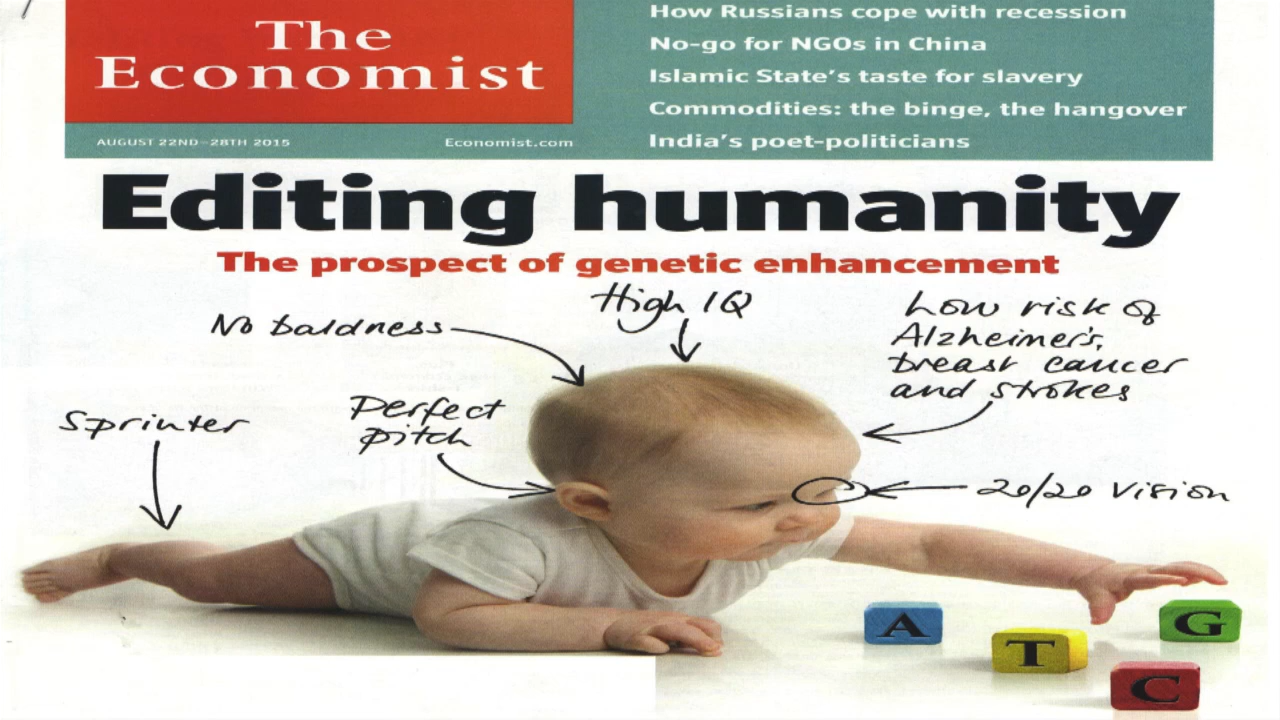 The
Economist
AUGUST 22ND–28TH 2015
Economist.com
How Russians cope with recession
No-go for NGOs in China
Islamic State's taste for slavery
Commodities: the binge, the hangover
India's poet-politicians
Editing humanity
The prospect of genetic enhancement
No baldness
High IQ
Low risk of
Alzheimer's,
breast cancer
and strokes
Sprinter
Perfect
pitch
20/20 Vision
A
T
G
C